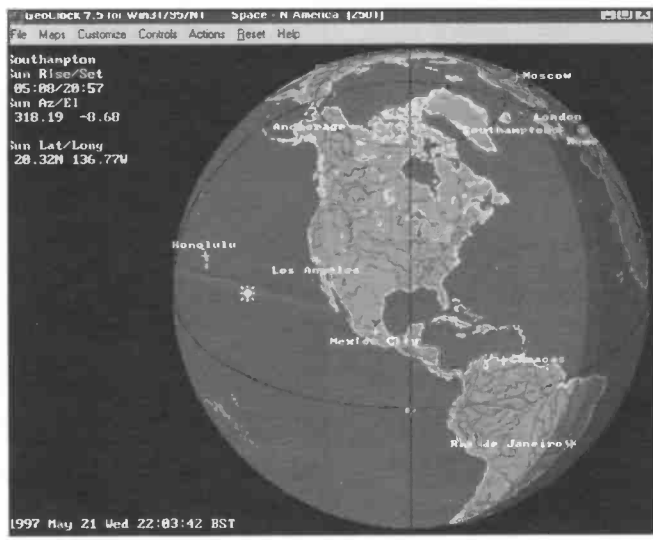 GeoClock 7.5 for Win31/95/NT Space - N America [2501]
File Maps Customize Controls Actions Reset Help
Southampton
Sun Rise/Set
05:08/20:57
Sun Az/El
318.19 -8.68
Sun Lat/Long
20.32N 136.77W
Moscow
London
Anchorage
Southampton
Rome
Honolulu
Los Angeles
Mexico City
Caracas
Rio de Janeiro
1997 May 21 Wed 22:03:42 BST